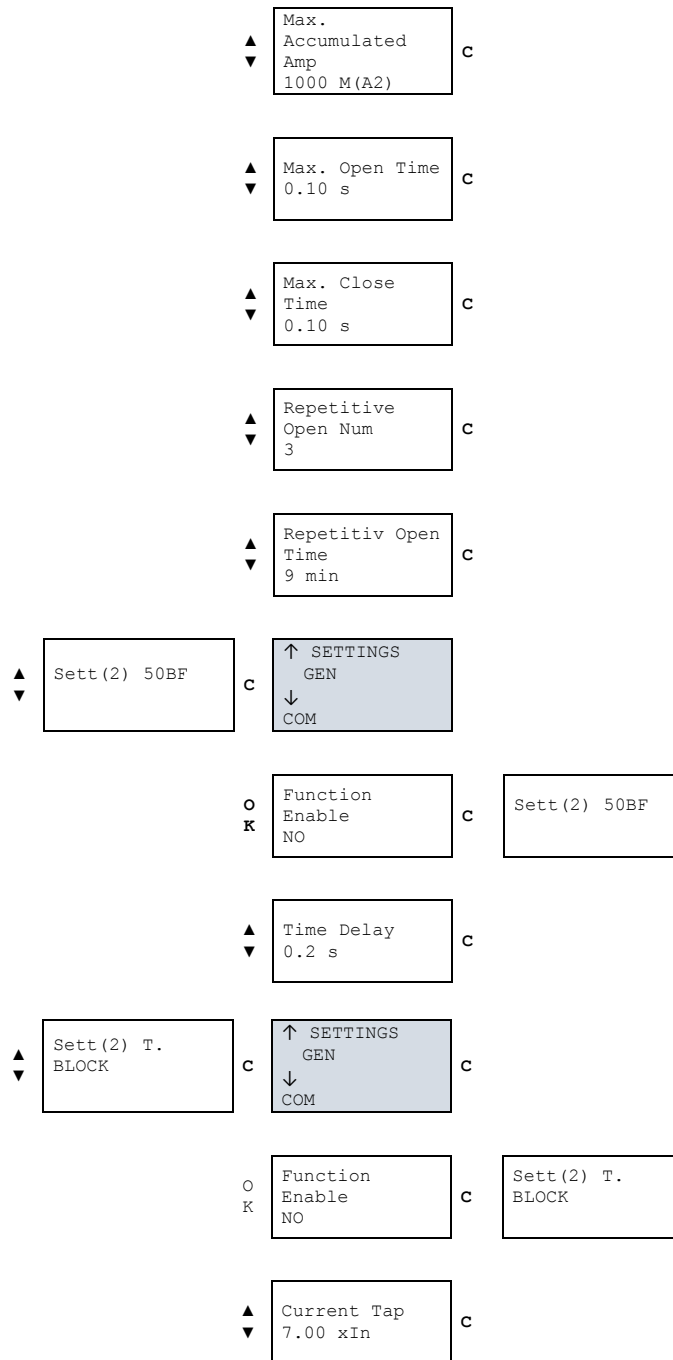 Max.
Accumulated
Amp
1000 M(A2)
▲
▼
C
Max. Open Time
0.10 s
▲
▼
C
Max. Close
Time
0.10 s
▲
▼
C
Repetitive
Open Num
3
▲
▼
C
Repetitiv Open
Time
9 min
▲
▼
C
▲
▼
Sett(2) 50BF
C
↑ SETTINGS
GEN
↓
COM
O
K
Function
Enable
NO
C
Sett(2) 50BF
▲
▼
Time Delay
0.2 s
C
▲
▼
Sett(2) T.
BLOCK
C
↑ SETTINGS
GEN
↓
COM
C
O
K
Function
Enable
NO
C
Sett(2) T.
BLOCK
▲
▼
Current Tap
7.00 xIn
C